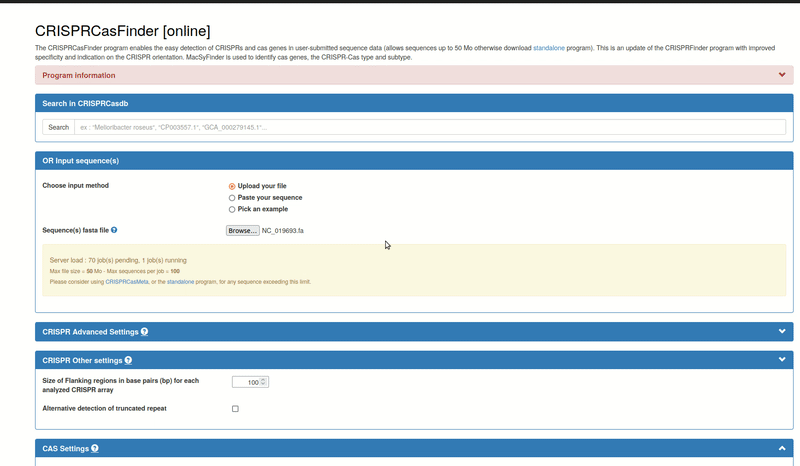 CRISPRCasFinder [online]
The CRISPRCasFinder program enables the easy detection of CRISPRs and cas genes in user-submitted sequence data (allows sequences up to 50 Mo otherwise download standalone program). This is an update of the CRISPRFinder program with improved
specificity and indication on the CRISPR orientation. MacSyFinder is used to identify cas genes, the CRISPR-Cas type and subtype.
Program information
Search in CRISPRCasdb
Search ex : "Melioribacter roseus", "CP003557.1", "GCA_000279145.1"...
OR Input sequence(s)
Choose input method
Upload your file
Paste your sequence
Pick an example
Sequence(s) fasta file ?
Browse... NC_019693.fa
Server load : 70 job(s) pending, 1 job(s) running
Max file size = 50 Mo - Max sequences per job = 100
Please consider using CRISPRCasMeta, or the standalone program, for any sequence exceeding this limit.
CRISPR Advanced Settings ?
CRISPR Other settings ?
Size of Flanking regions in base pairs (bp) for each
analyzed CRISPR array
100
Alternative detection of truncated repeat
CAS Settings ?